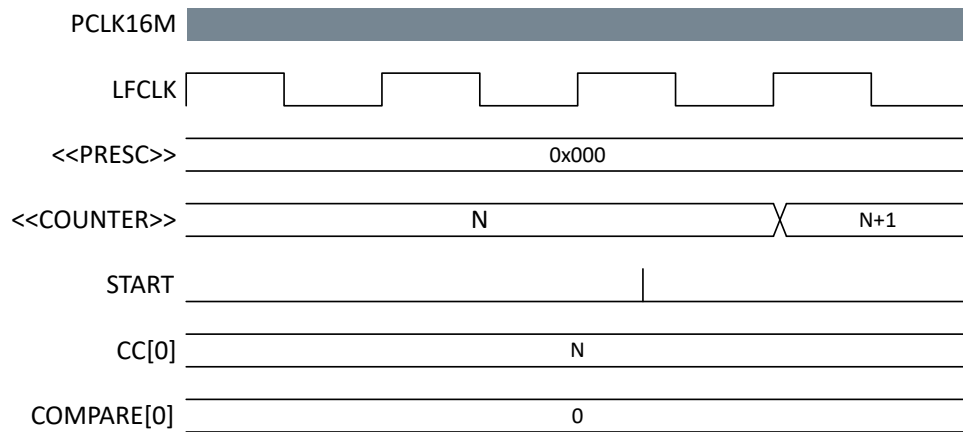 PCLK16M
LFCLK
<<PRESC>> 0x000
<<COUNTER>> N N+1
START
CC[0] N
COMPARE[0] 0